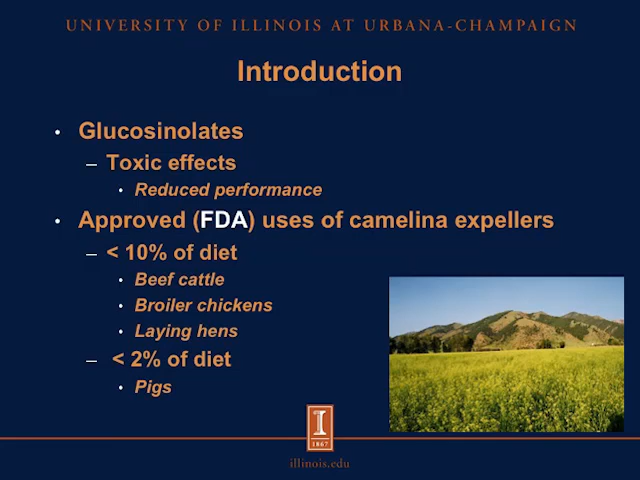 UNIVERSITY OF ILLINOIS AT URBANA-CHAMPAIGN
Introduction
• Glucosinolates
– Toxic effects
• Reduced performance
• Approved (FDA) uses of camelina expellers
– < 10% of diet
• Beef cattle
• Broiler chickens
• Laying hens
– < 2% of diet
• Pigs
I
1867
illinois.edu